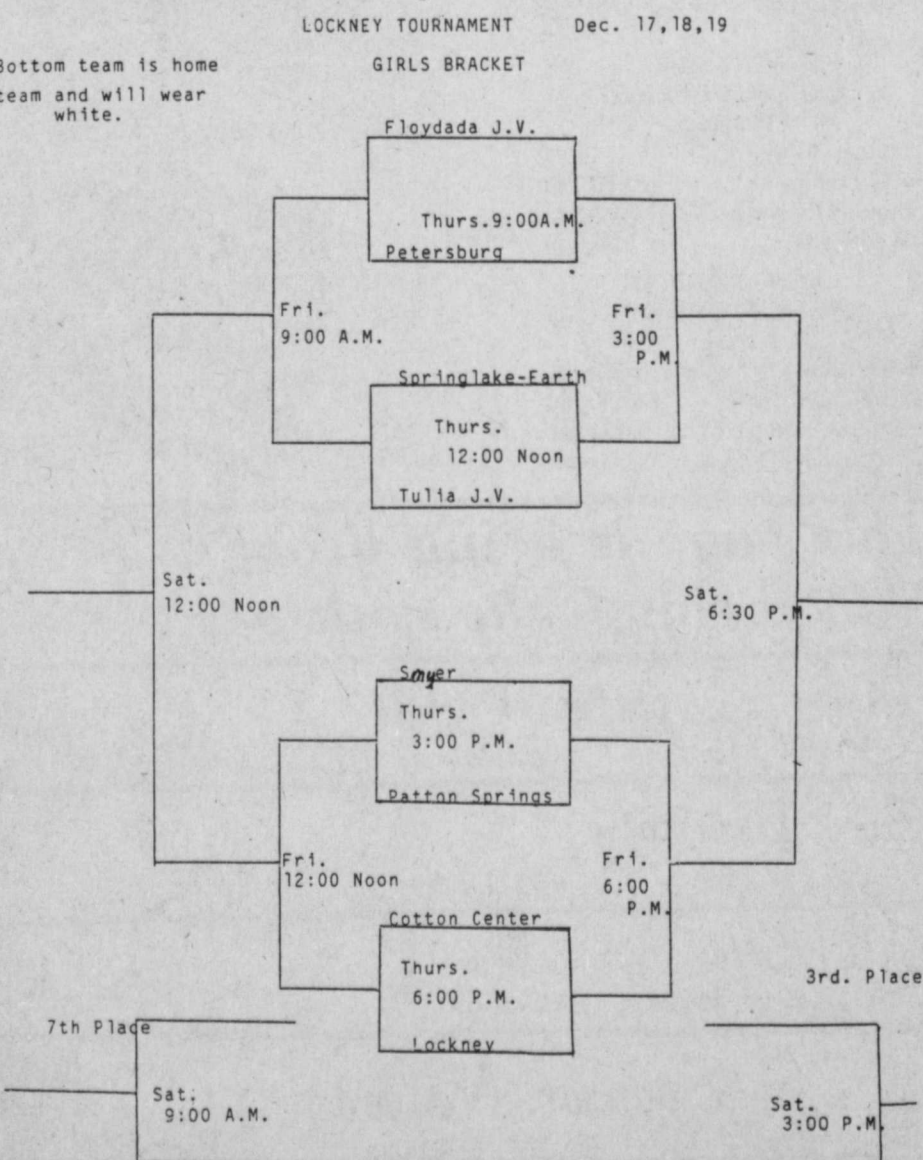 LOCKNEY TOURNAMENT Dec. 17,18,19
Bottom team is home
team and will wear
white.
GIRLS BRACKET
Floydada J.V.
Thurs.9:00A.M.
Petersburg
Fri.
9:00 A.M.
Fri.
3:00
P.M.
Springlake-Earth
Thurs.
12:00 Noon
Tulia J.V.
Sat.
12:00 Noon
Sat.
6:30 P.M.
Smyer
Thurs.
3:00 P.M.
Patton Springs
Fri.
12:00 Noon
Fri.
6:00
P.M.
Cotton Center
Thurs.
6:00 P.M.
Lockney
3rd. Place
7th Place
Sat.
9:00 A.M.
Sat.
3:00 P.M.